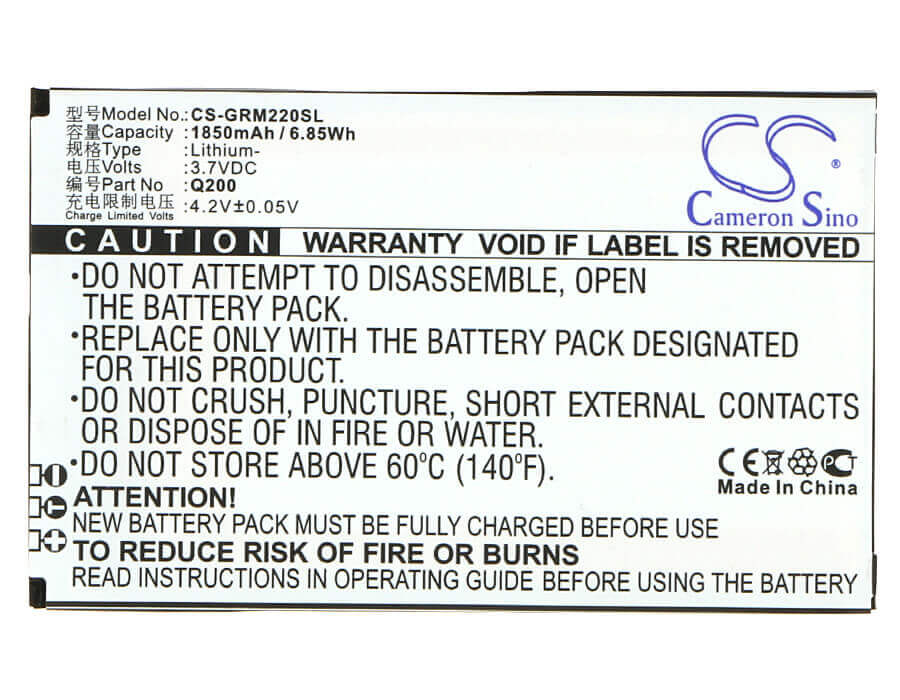 型号Model No.:CS-GRM220SL
容量Capacity: 1850mAh / 6.85Wh
规格Type :Lithium-
电压Volts :3.7VDC
编号Part No :Q200
充电限制电压:4.2V±0.05V
Charge Limited Volts
CS®
Cameron Sino
CAUTION WARRANTY VOID IF LABEL IS REMOVED
•DO NOT ATTEMPT TO DISASSEMBLE, OPEN
THE BATTERY PACK.
•REPLACE ONLY WITH THE BATTERY PACK DESIGNATED
FOR THIS PRODUCT.
•DO NOT CRUSH, PUNCTURE, SHORT EXTERNAL CONTACTS
OR DISPOSE OF IN FIRE OR WATER.
•DO NOT STORE ABOVE 60°C (140°F).
CE PCT
Made In China
ATTENTION!
NEW BATTERY PACK MUST BE FULLY CHARGED BEFORE USE
TO REDUCE RISK OF FIRE OR BURNS
READ INSTRUCTIONS IN OPERATING GUIDE BEFORE USING THE BATTERY